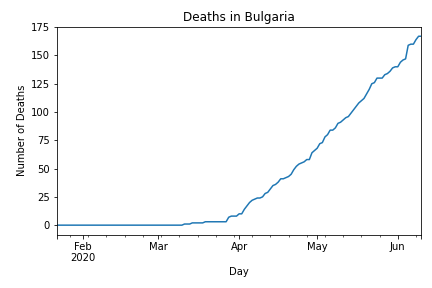 Deaths in Bulgaria
Number of Deaths
175
150
125
100
75
50
25
0
Feb
2020
Mar
Apr
May
Jun
Day